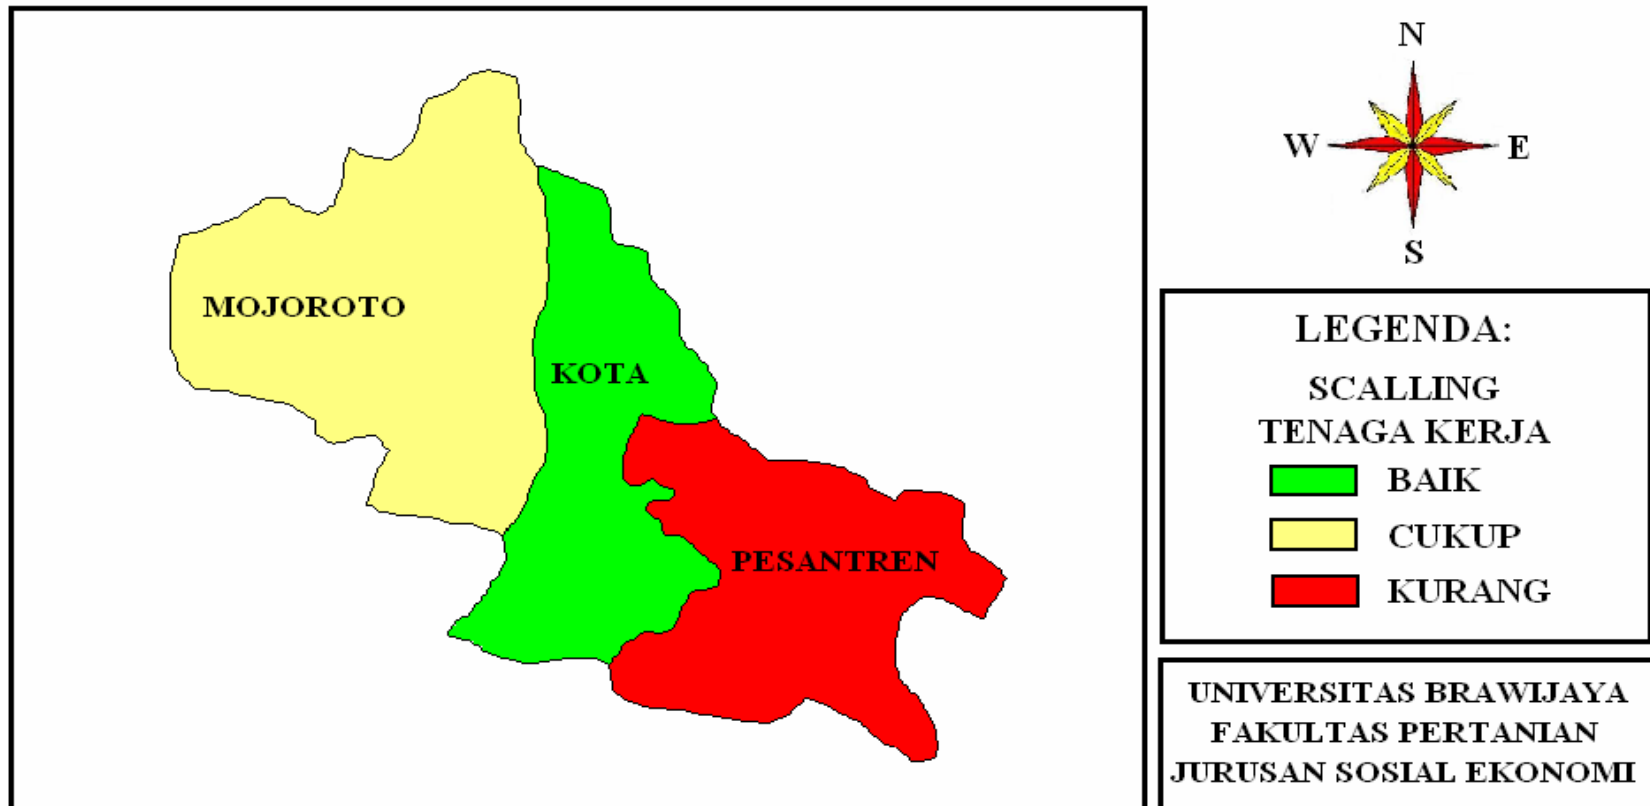 MOJOROTO
KOTA
PESANTREN
N
W
E
S
LEGENDA:
SCALLING
TENAGA KERJA
BAIK
CUKUP
KURANG
UNIVERSITAS BRAWIJAYA
FAKULTAS PERTANIAN
JURUSAN SOSIAL EKONOMI